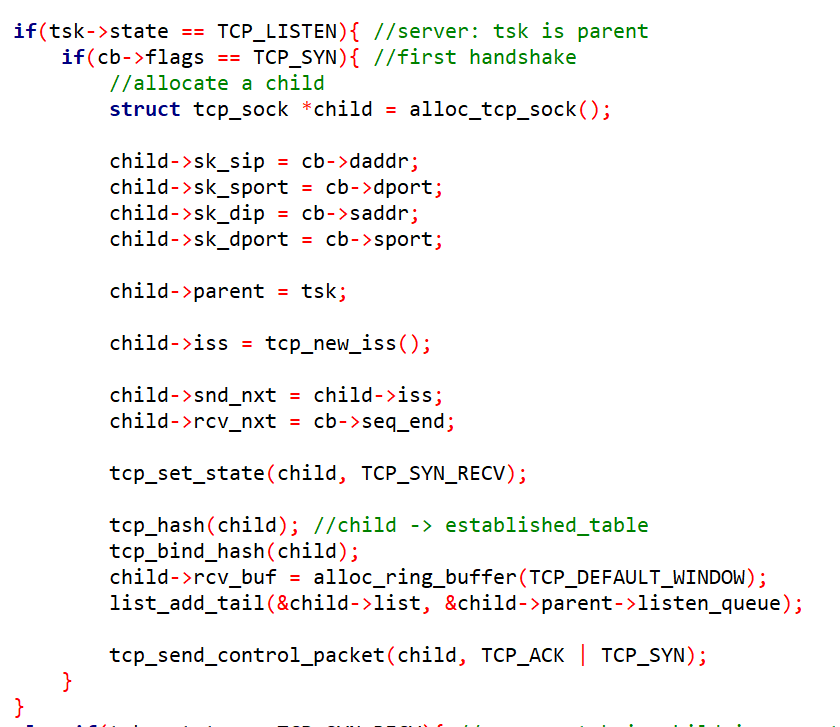 if(tsk->state == TCP_LISTEN){ //server: tsk is parent
    if(cb->flags == TCP_SYN){ //first handshake
        //allocate a child
        struct tcp_sock *child = alloc_tcp_sock();

        child->sk_sip = cb->daddr;
        child->sk_sport = cb->dport;
        child->sk_dip = cb->saddr;
        child->sk_dport = cb->sport;

        child->parent = tsk;

        child->iss = tcp_new_iss();

        child->snd_nxt = child->iss;
        child->rcv_nxt = cb->seq_end;

        tcp_set_state(child, TCP_SYN_RECV);

        tcp_hash(child); //child -> established_table
        tcp_bind_hash(child);
        child->rcv_buf = alloc_ring_buffer(TCP_DEFAULT_WINDOW);
        list_add_tail(&child->list, &child->parent->listen_queue);

        tcp_send_control_packet(child, TCP_ACK | TCP_SYN);
    }
}